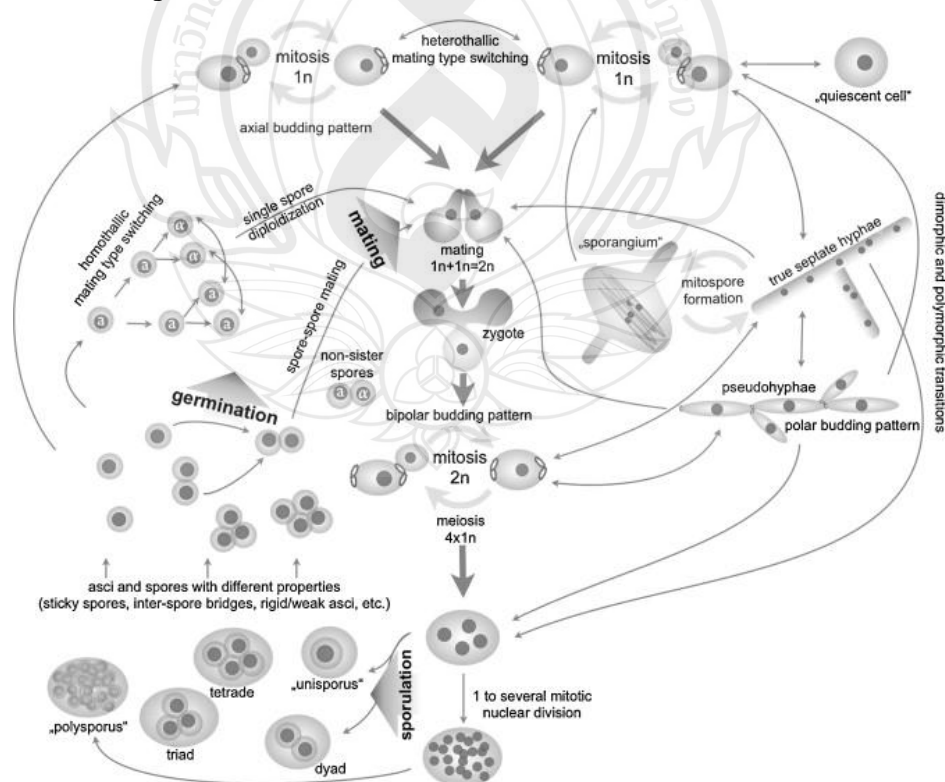 mitosis
1n
heterothallic
mating type switching
mitosis
1n
„quiescent cell"
axial budding pattern
single spore
diploidization
homothallic
mating type switching
a
α
a
α
a
a
a
a
mating
mating
1n+1n=2n
„sporangium"
mitospore
formation
true septate hyphae
dimorphic and polymorphic transitions
spore-spore mating
zygote
non-sister
spores
a α
germination
bipolar budding pattern
pseudohyphae
polar budding pattern
mitosis
2n
meiosis
4x1n
asci and spores with different properties
(sticky spores, inter-spore bridges, rigid/weak asci, etc.)
tetrade
„unisporus"
sporulation
1 to several mitotic
nuclear division
„polysporus"
triad
dyad